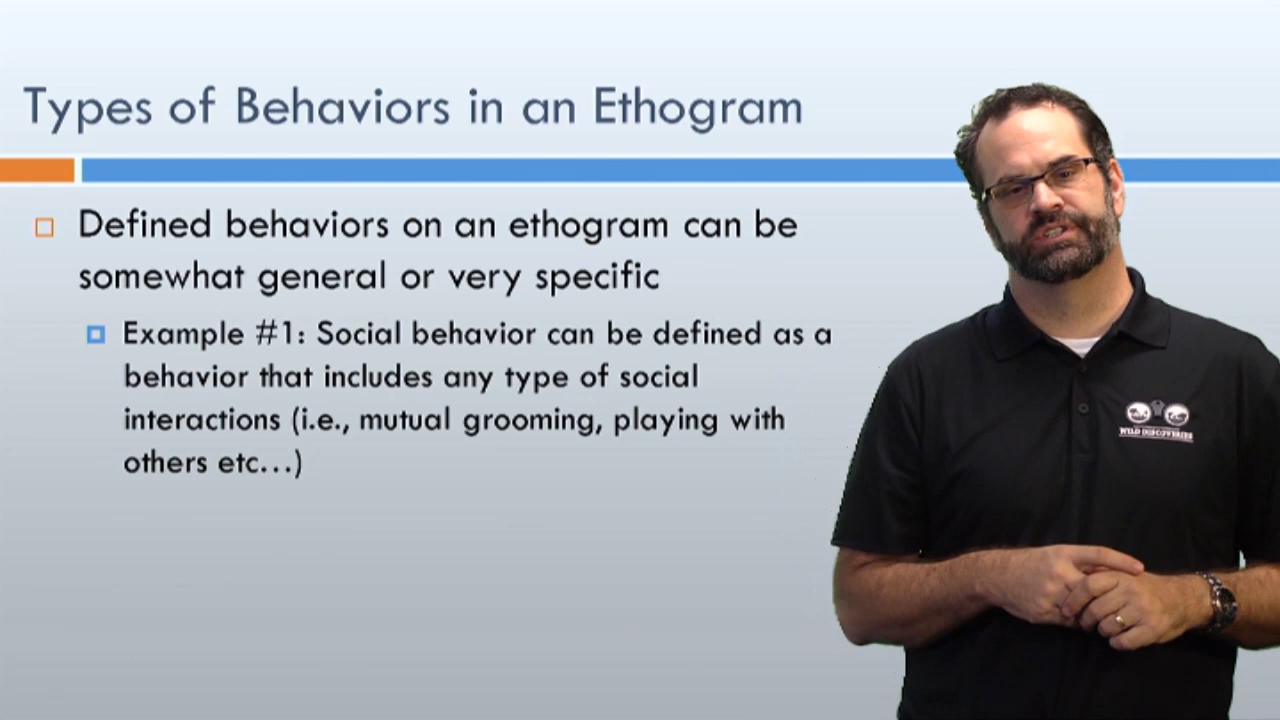 Types of Behaviors in an Ethogram
Defined behaviors on an ethogram can be
somewhat general or very specific
Example #1: Social behavior can be defined as a
behavior that includes any type of social
interactions (i.e., mutual grooming, playing with
others etc…)
WILD DISCOVERIES